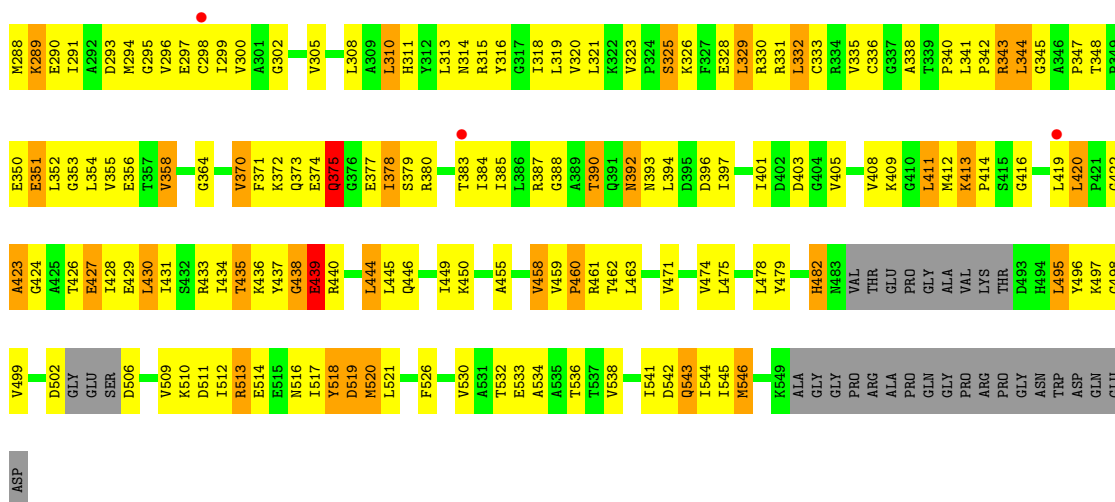 M288 K289 E290 I291 A292 D293 M294 G295 V296 E297 C298 I299 V300 A301 G302 V305 L308 A309 L310 H311 Y312 L313 N314 R315 Y316 G317 I318 L319 V320 L321 K322 V323 P324 S325 K326 F327 E328 L329 R330 R331 L332 C333 R334 V335 C336 G337 A338 T339 P340 L341 P342 R343 L344 G345 A346 P347 T348
E350 E351 L352 G353 L354 V355 E356 T357 V358 G364 V370 F371 K372 Q373 E374 Q375 G376 E377 I378 S379 R380 T383 I384 I385 L386 R387 G388 A389 T390 Q391 N392 N393 L394 D395 D396 I397 I401 D402 D403 G404 V405 V408 K409 G410 L411 M412 K413 P414 S415 G416 L419 L420 P421
A423 G424 A425 T426 E427 I428 E429 L430 I431 S432 R433 I434 T435 K436 Y437 G438 E439 R440 L444 L445 Q446 I449 K450 A455 V458 V459 P460 R461 T462 L463 V471 V474 L475 L478 Y479 H482 N483 VAL THR GLU PRO GLY ALA VAL LYS THR D493 H494 L495 Y496 K497
V499 D502 GLY GLU SER D506 V509 K510 D511 I512 R513 E514 E515 N516 I517 Y518 D519 M520 L521 F526 V530 A531 T532 E533 A534 A535 T536 T537 V538 I541 D542 Q543 I544 I545 M546 K549 ALA GLY GLY PRO ARG ALA PRO GLN GLY PRO ARG PRO GLY ASN TRP ASP GLN GLU
ASP